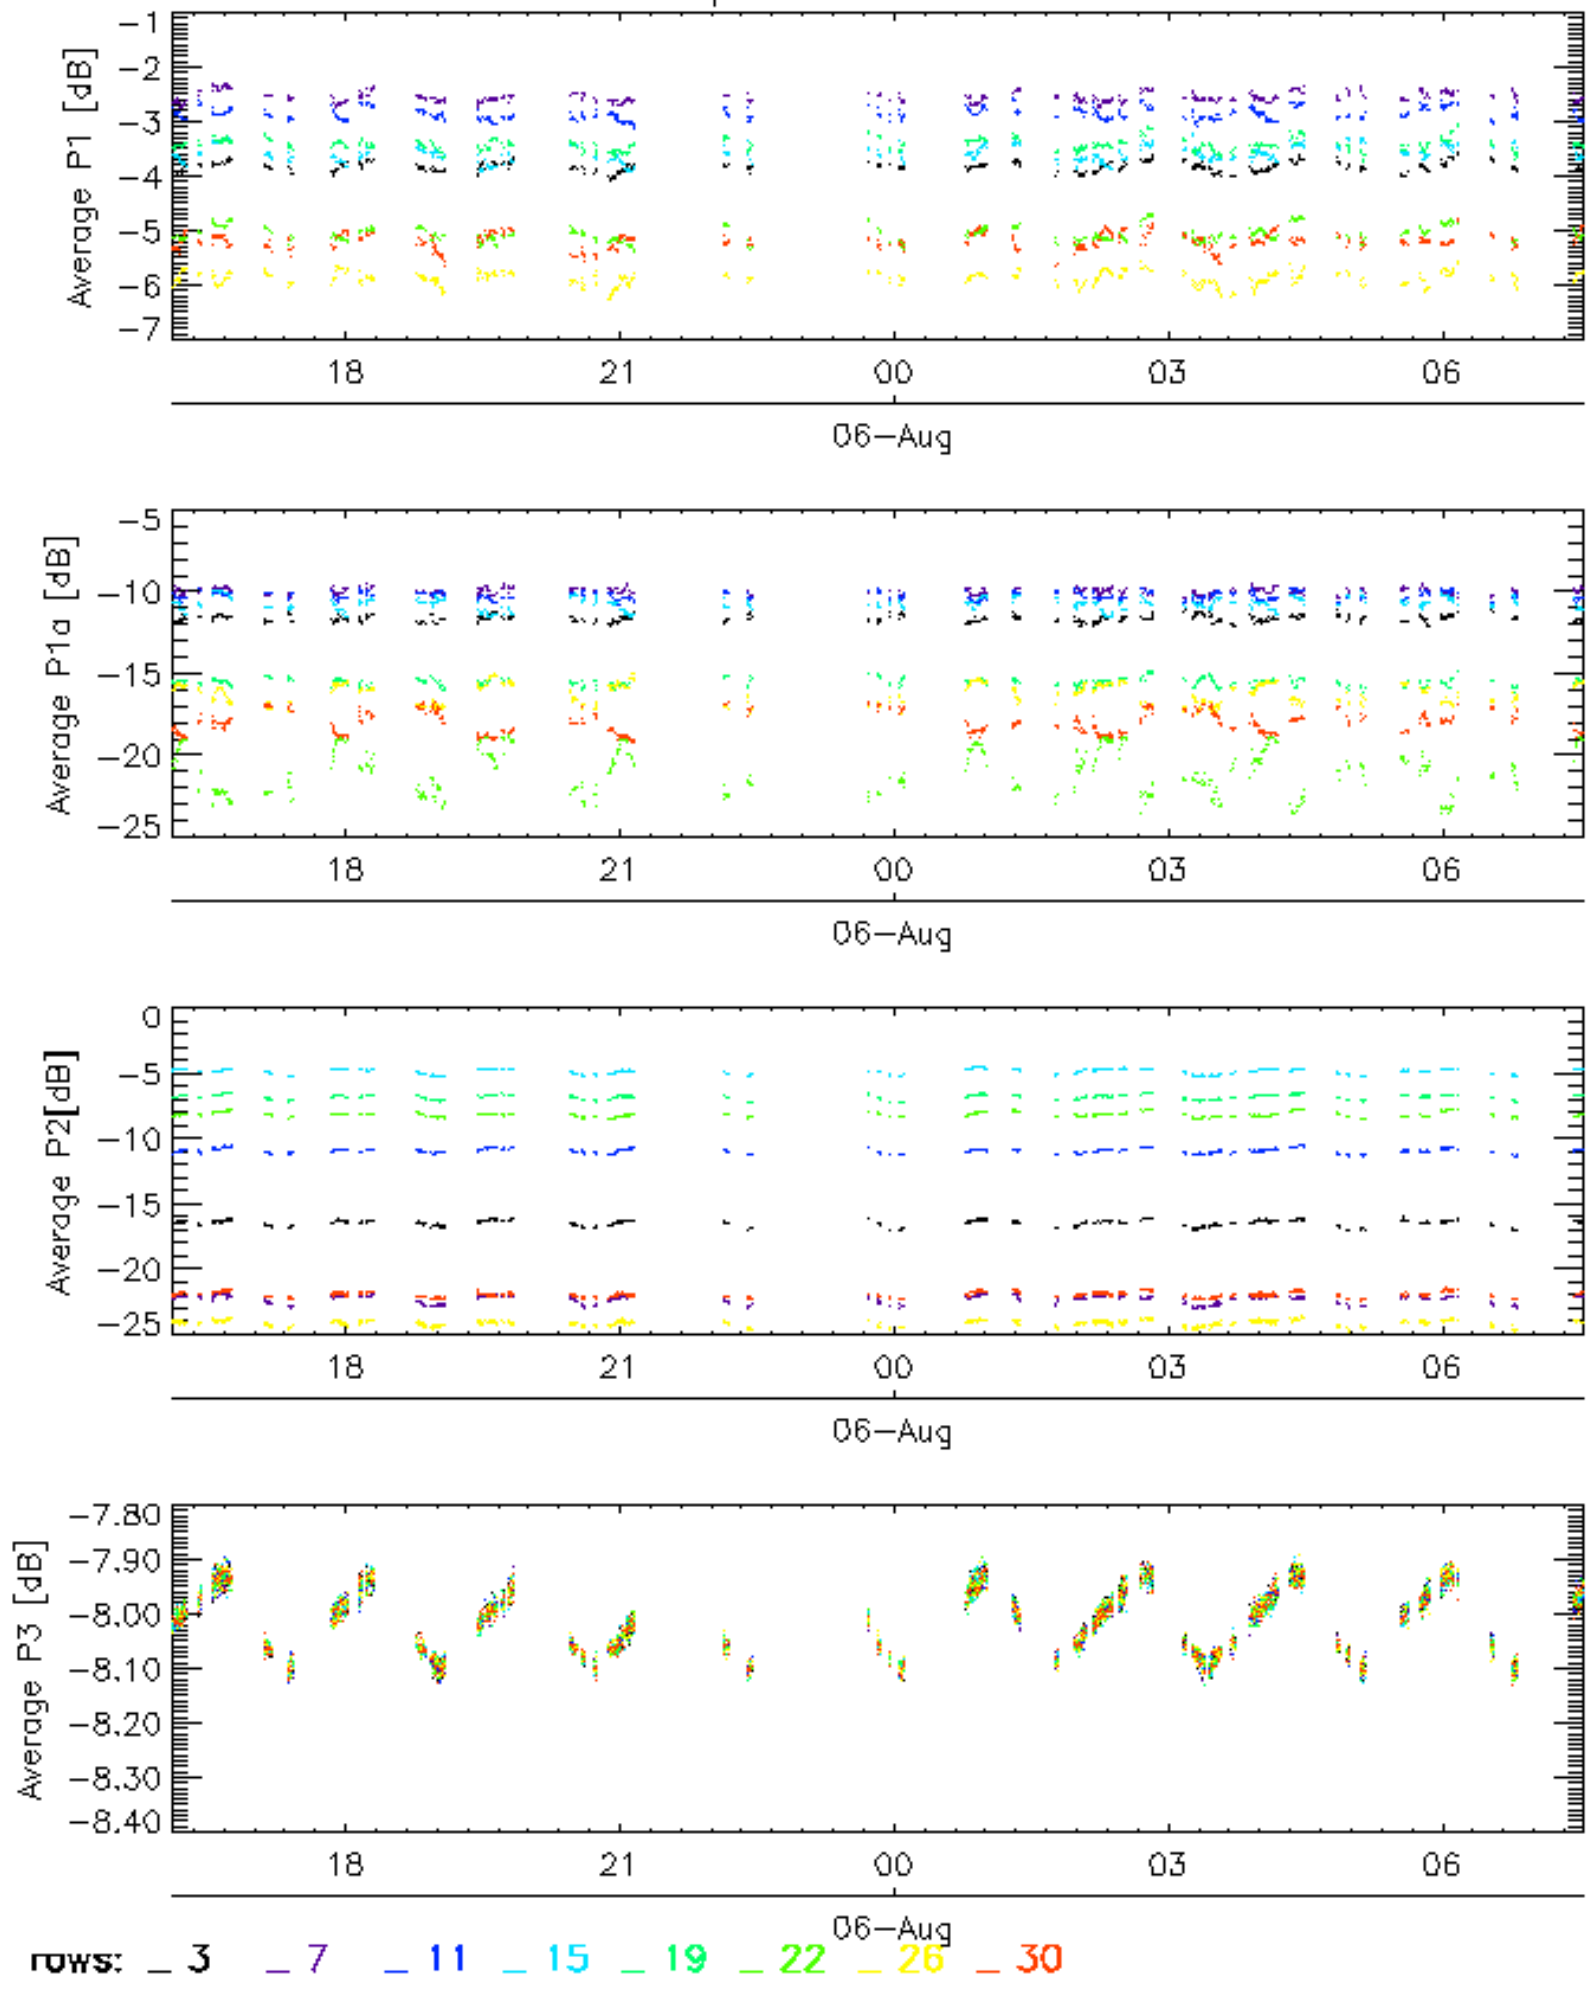 Average P1 [dB]
-1
-2
-3
-4
-5
-6
-7
18 21 00 03 06
06-Aug
Average P1a [dB]
-5
-10
-15
-20
-25
18 21 00 03 06
06-Aug
Average P2[dB]
0
-5
-10
-15
-20
-25
18 21 00 03 06
06-Aug
Average P3 [dB]
-7.80
-7.90
-8.00
-8.10
-8.20
-8.30
-8.40
18 21 00 03 06
06-Aug
rows: _ 3 _ 7 _ 11 _ 15 _ 19 _ 22 _ 26 _ 30